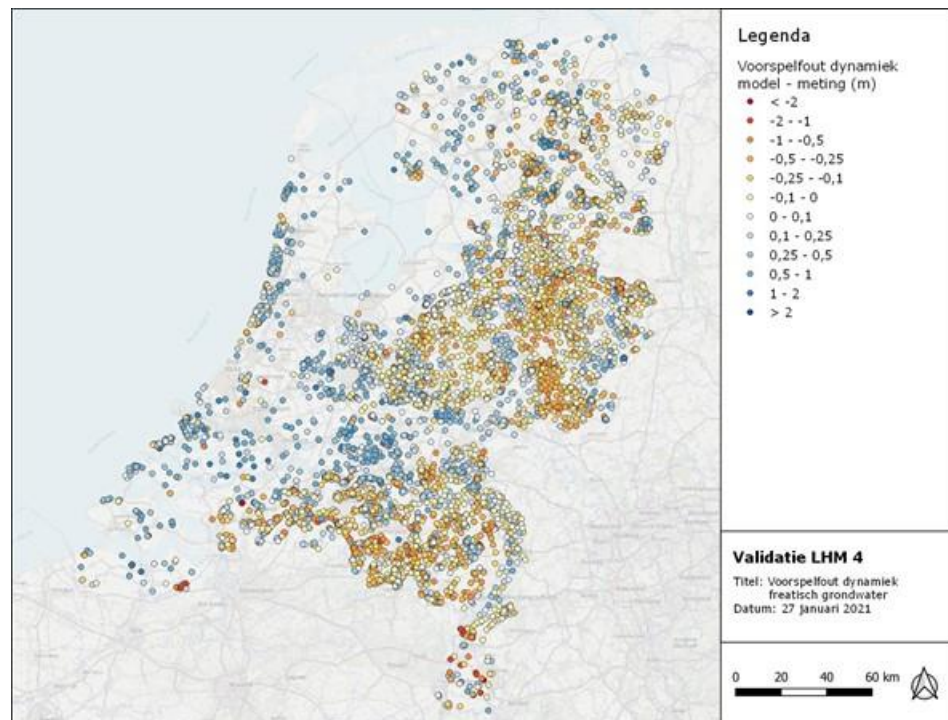 Legenda
Voorspelfout dynamiek
model - meting (m)
< -2
-2 - -1
-1 - -0,5
-0,5 - -0,25
-0,25 - -0,1
-0,1 - 0
0 - 0,1
0,1 - 0,25
0,25 - 0,5
0,5 - 1
1 - 2
> 2
Validatie LHM 4
Titel: Voorspelfout dynamiek
freatisch grondwater
Datum: 27 januari 2021
0 20 40 60 km